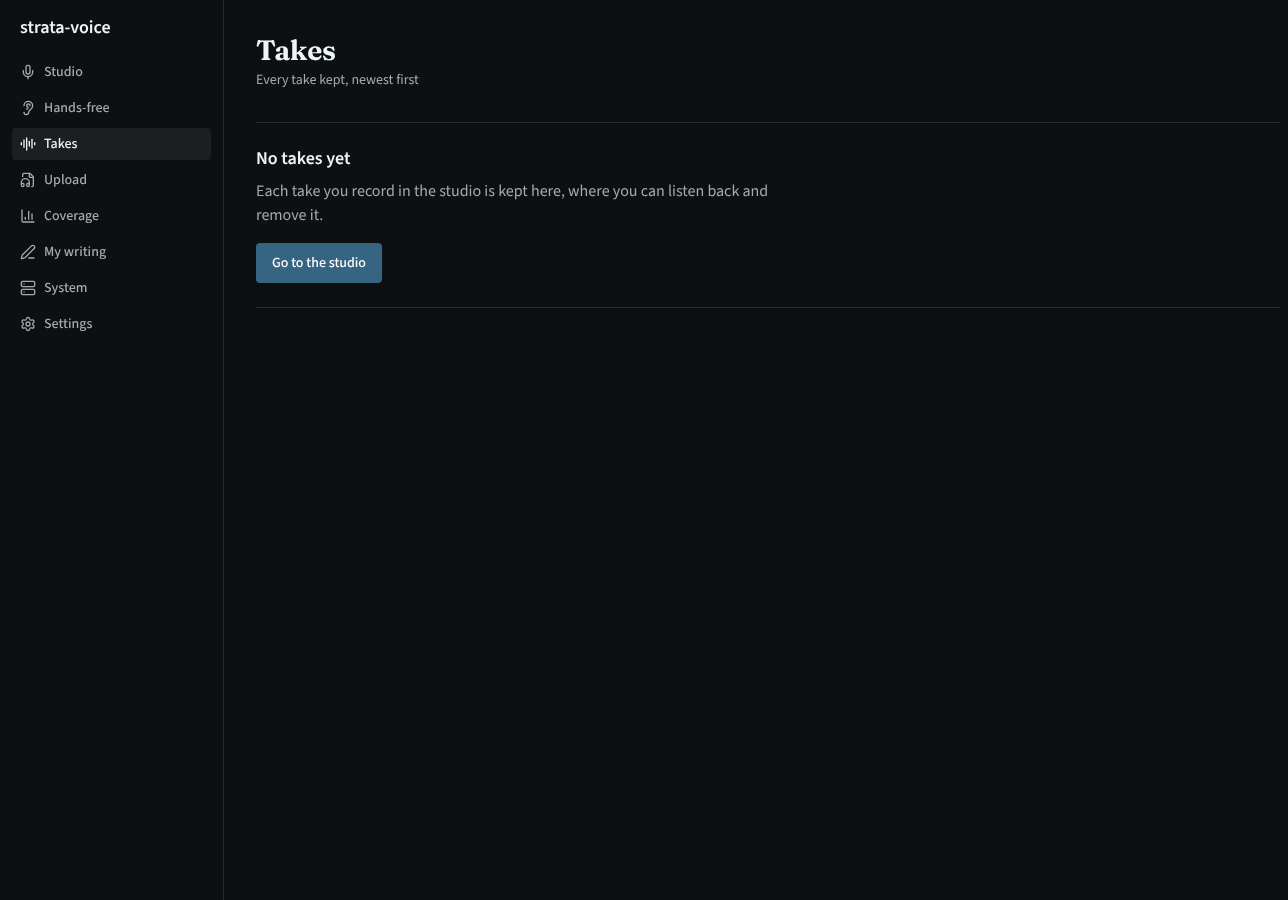 strata-voice
Studio
Hands-free
Takes
Upload
Coverage
My writing
System
Settings
Takes
Every take kept, newest first
No takes yet
Each take you record in the studio is kept here, where you can listen back and
remove it.
Go to the studio